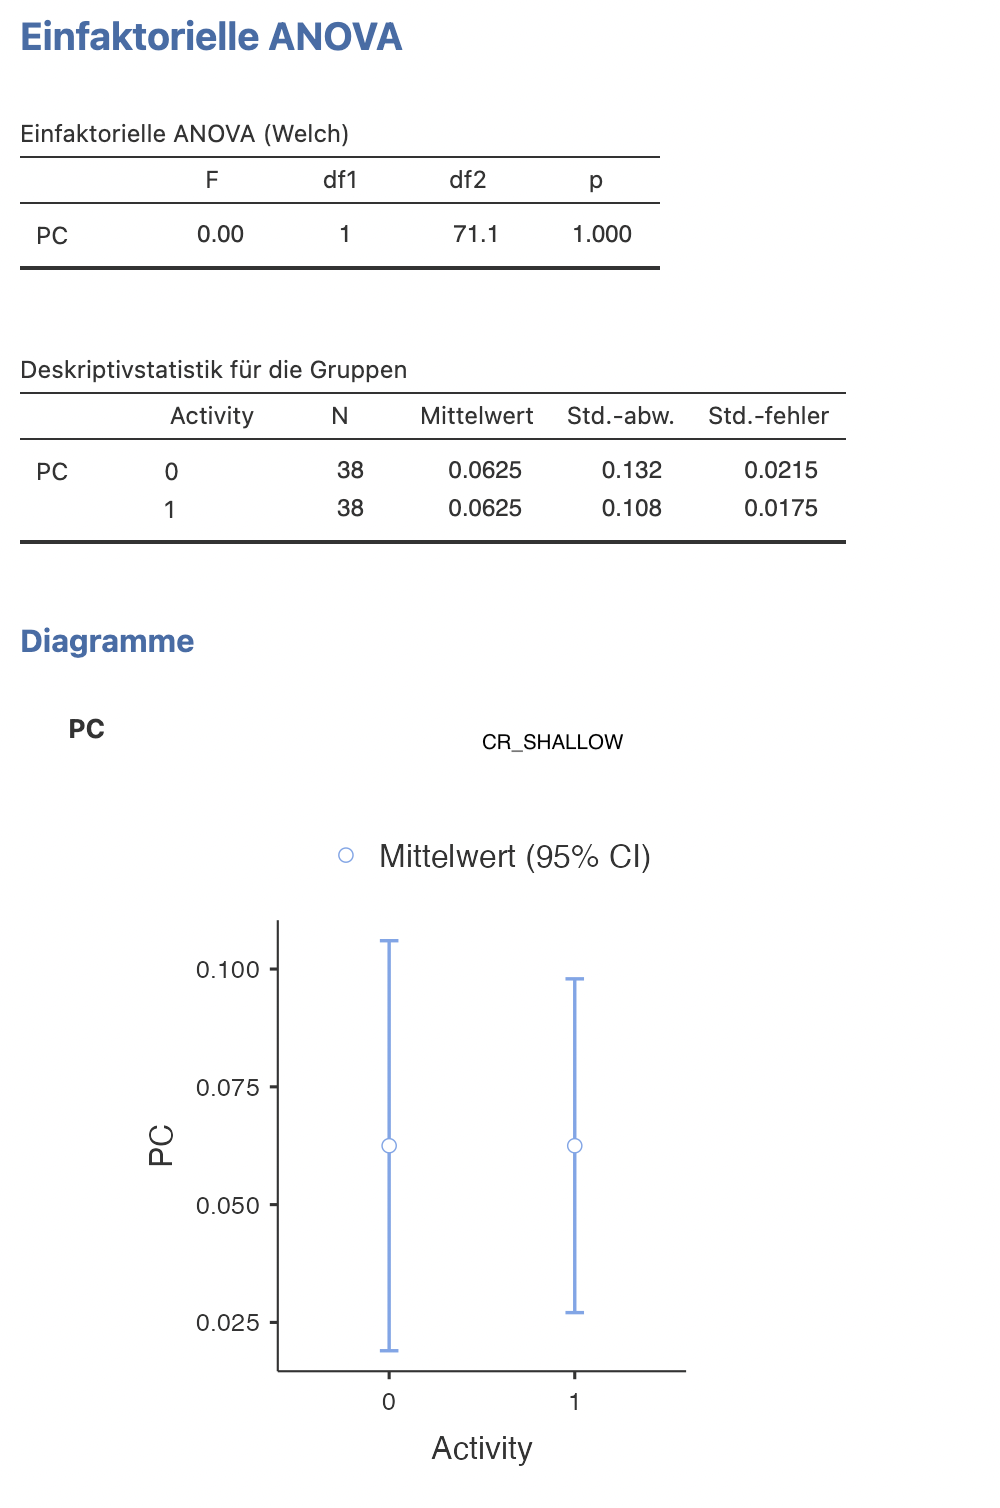 Einfaktorielle ANOVA
Einfaktorielle ANOVA (Welch)
F df1 df2 p
PC 0.00 1 71.1 1.000
Deskriptivstatistik für die Gruppen
Activity N Mittelwert Std.-abw. Std.-fehler
PC 0 38 0.0625 0.132 0.0215
1 38 0.0625 0.108 0.0175
Diagramme
PC
CR_SHALLOW
Mittelwert (95% CI)
0.100
0.075
PC
0.050
0.025
0 1
Activity